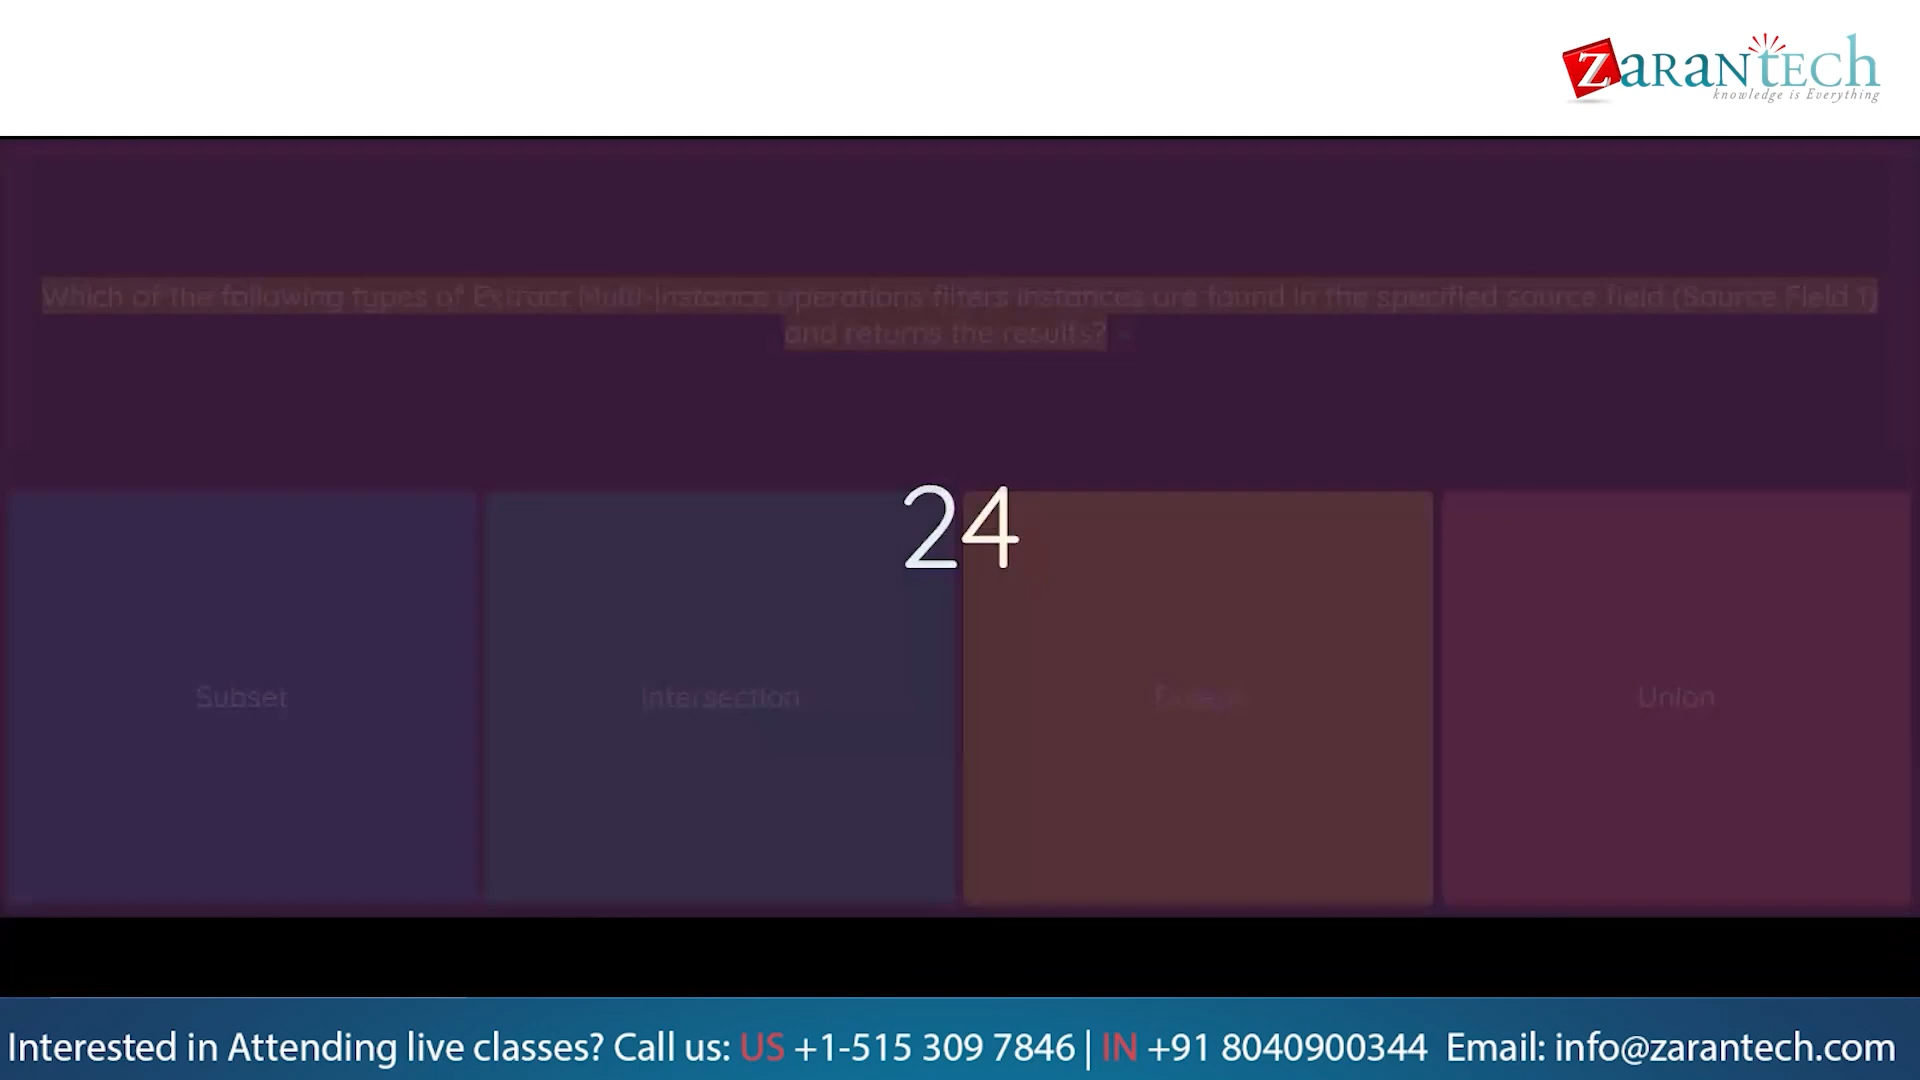 ZARANTECH
knowledge is Everything
Which of the following types of Extract Multi-Instance operations filters instances are found in the specified source field (Source Field 1)
and returns the results?
24
Subset
Intersection
Union
Interested in Attending live classes? Call us: US +1-515 309 7846 | IN +91 8040900344 Email: info@zarantech.com